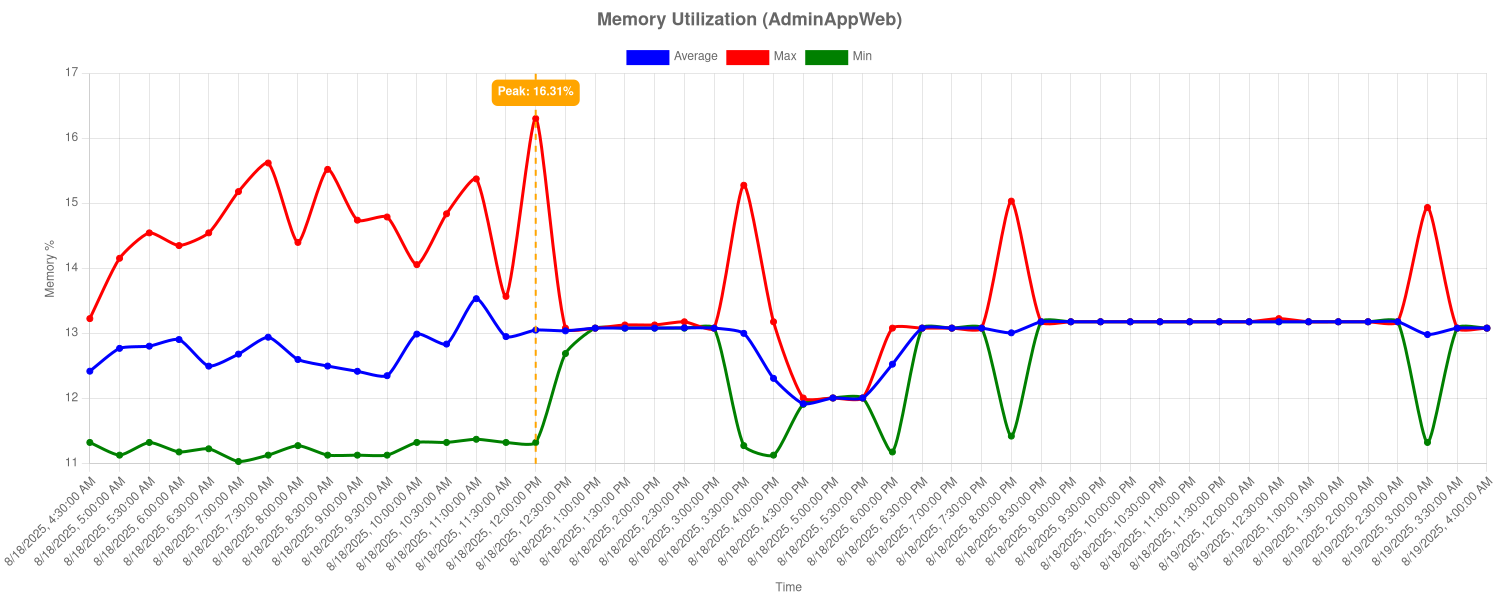 Memory Utilization (AdminAppWeb)
Average Max Min
17
Peak: 16.31%
16
15
14
13
12
11
Memory %
8/18/2025, 4:30:00 AM
8/18/2025, 5:00:00 AM
8/18/2025, 5:30:00 AM
8/18/2025, 6:00:00 AM
8/18/2025, 6:30:00 AM
8/18/2025, 7:00:00 AM
8/18/2025, 7:30:00 AM
8/18/2025, 8:00:00 AM
8/18/2025, 8:30:00 AM
8/18/2025, 9:00:00 AM
8/18/2025, 9:30:00 AM
8/18/2025, 10:00:00 AM
8/18/2025, 10:30:00 AM
8/18/2025, 11:00:00 AM
8/18/2025, 11:30:00 AM
8/18/2025, 12:00:00 PM
8/18/2025, 12:30:00 PM
8/18/2025, 1:00:00 PM
8/18/2025, 1:30:00 PM
8/18/2025, 2:00:00 PM
8/18/2025, 2:30:00 PM
8/18/2025, 3:00:00 PM
8/18/2025, 3:30:00 PM
8/18/2025, 4:00:00 PM
8/18/2025, 4:30:00 PM
8/18/2025, 5:00:00 PM
8/18/2025, 5:30:00 PM
8/18/2025, 6:00:00 PM
8/18/2025, 6:30:00 PM
8/18/2025, 7:00:00 PM
8/18/2025, 7:30:00 PM
8/18/2025, 8:00:00 PM
8/18/2025, 8:30:00 PM
8/18/2025, 9:00:00 PM
8/18/2025, 9:30:00 PM
8/18/2025, 10:00:00 PM
8/18/2025, 10:30:00 PM
8/18/2025, 11:00:00 PM
8/18/2025, 11:30:00 PM
8/19/2025, 12:00:00 AM
8/19/2025, 12:30:00 AM
8/19/2025, 1:00:00 AM
8/19/2025, 1:30:00 AM
8/19/2025, 2:00:00 AM
8/19/2025, 2:30:00 AM
8/19/2025, 3:00:00 AM
8/19/2025, 3:30:00 AM
8/19/2025, 4:00:00 AM
Time